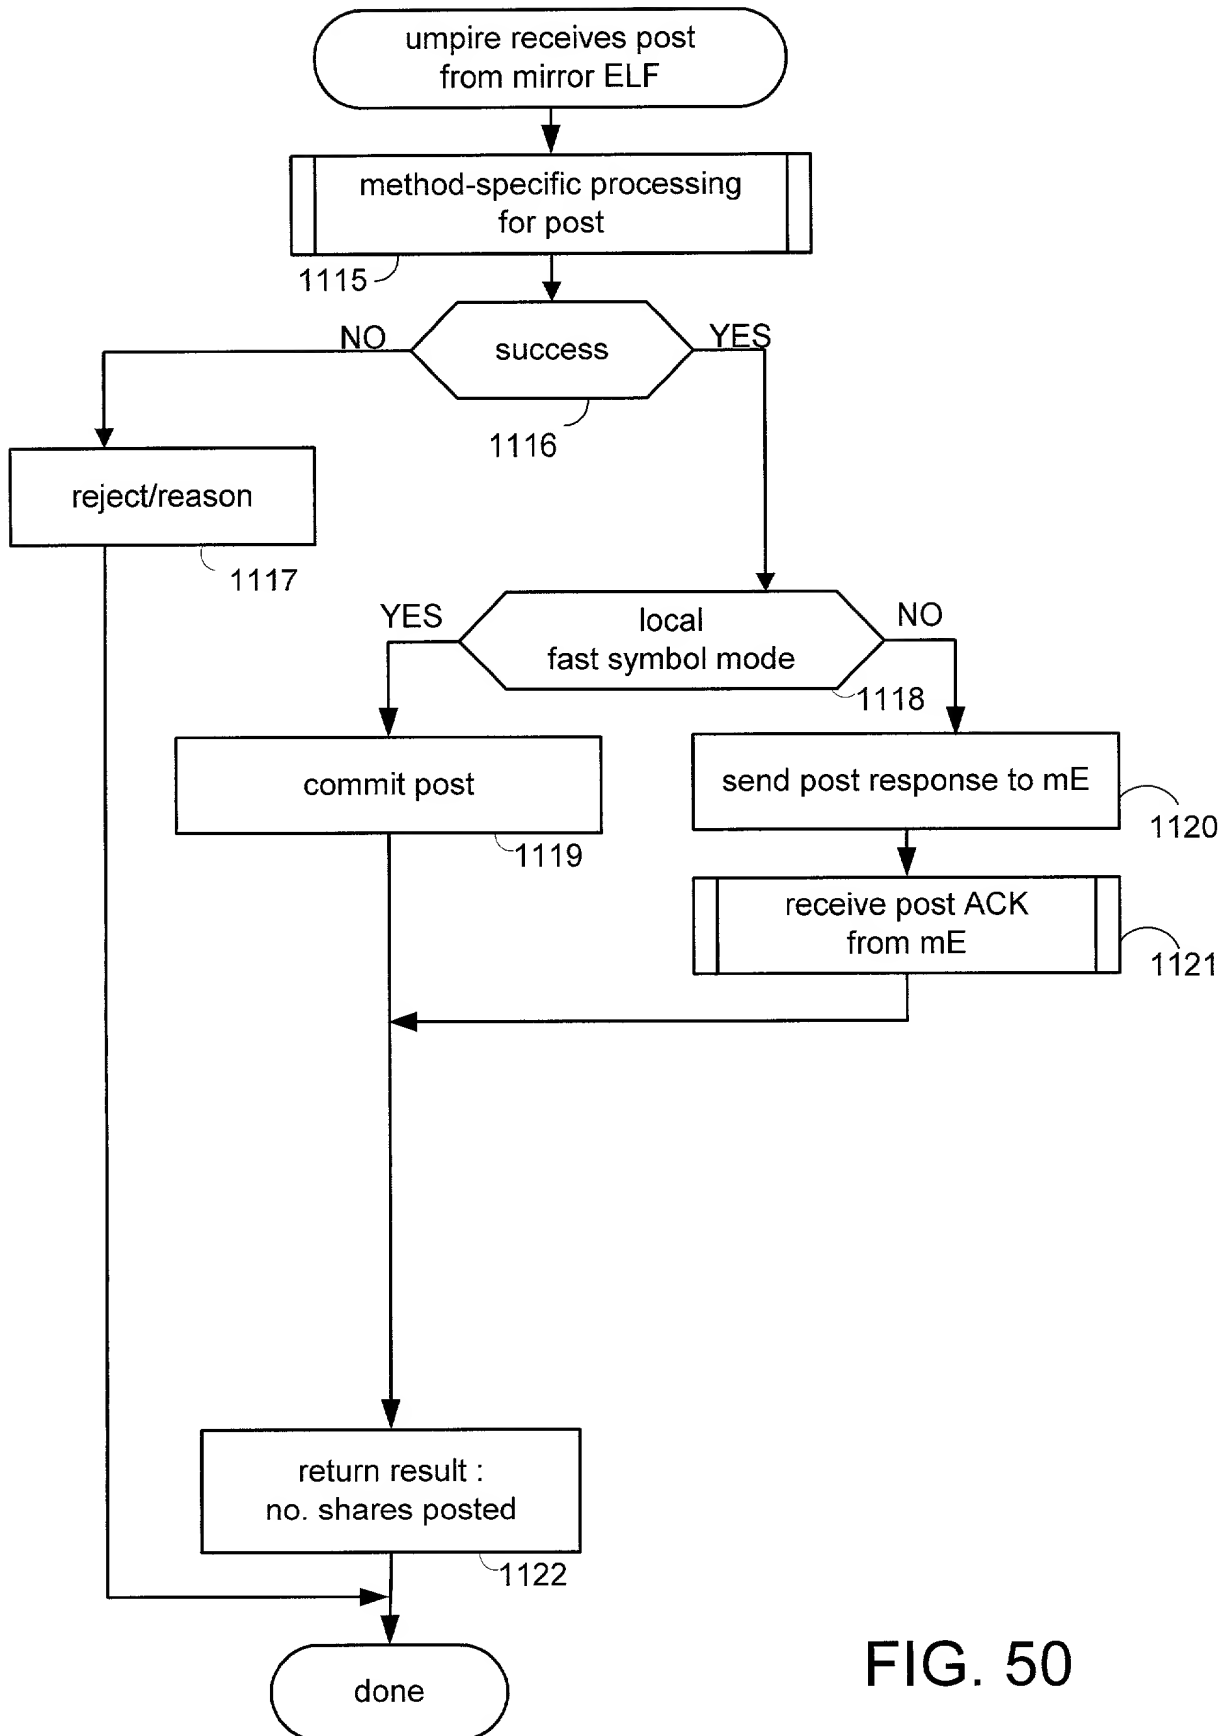 umpire receives post
from mirror ELF
method-specific processing
for post
1115
NO
YES
success
1116
reject/reason
1117
YES
NO
local
fast symbol mode
1118
commit post
1119
send post response to mE
1120
receive post ACK
from mE
1121
return result :
no. shares posted
1122
done
FIG. 50